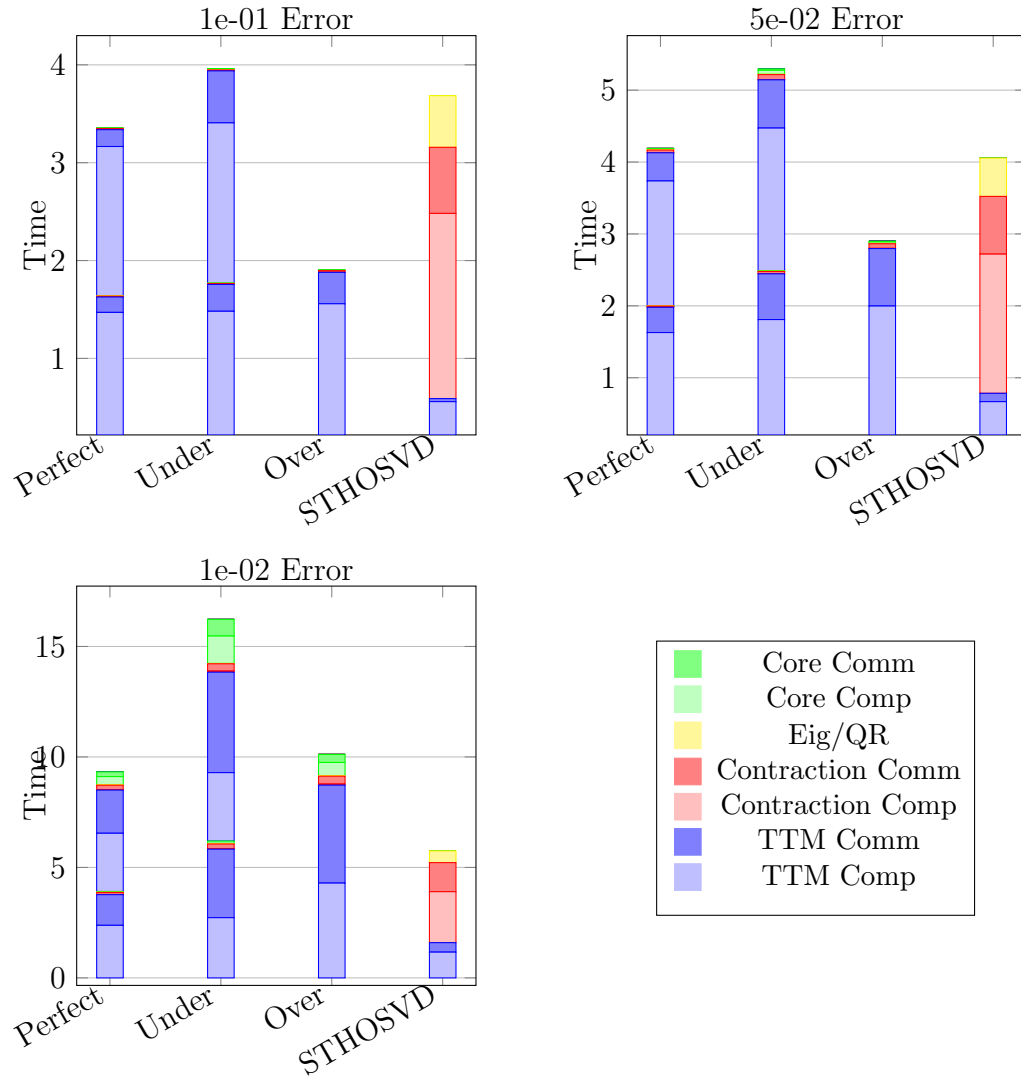 1e-01 Error
4
3
2
1
Time
Perfect
Under
Over
STHOSVD
5e-02 Error
5
4
3
2
1
Time
Perfect
Under
Over
STHOSVD
1e-02 Error
15
10
5
0
Time
Perfect
Under
Over
STHOSVD
Core Comm
Core Comp
Eig/QR
Contraction Comm
Contraction Comp
TTM Comm
TTM Comp